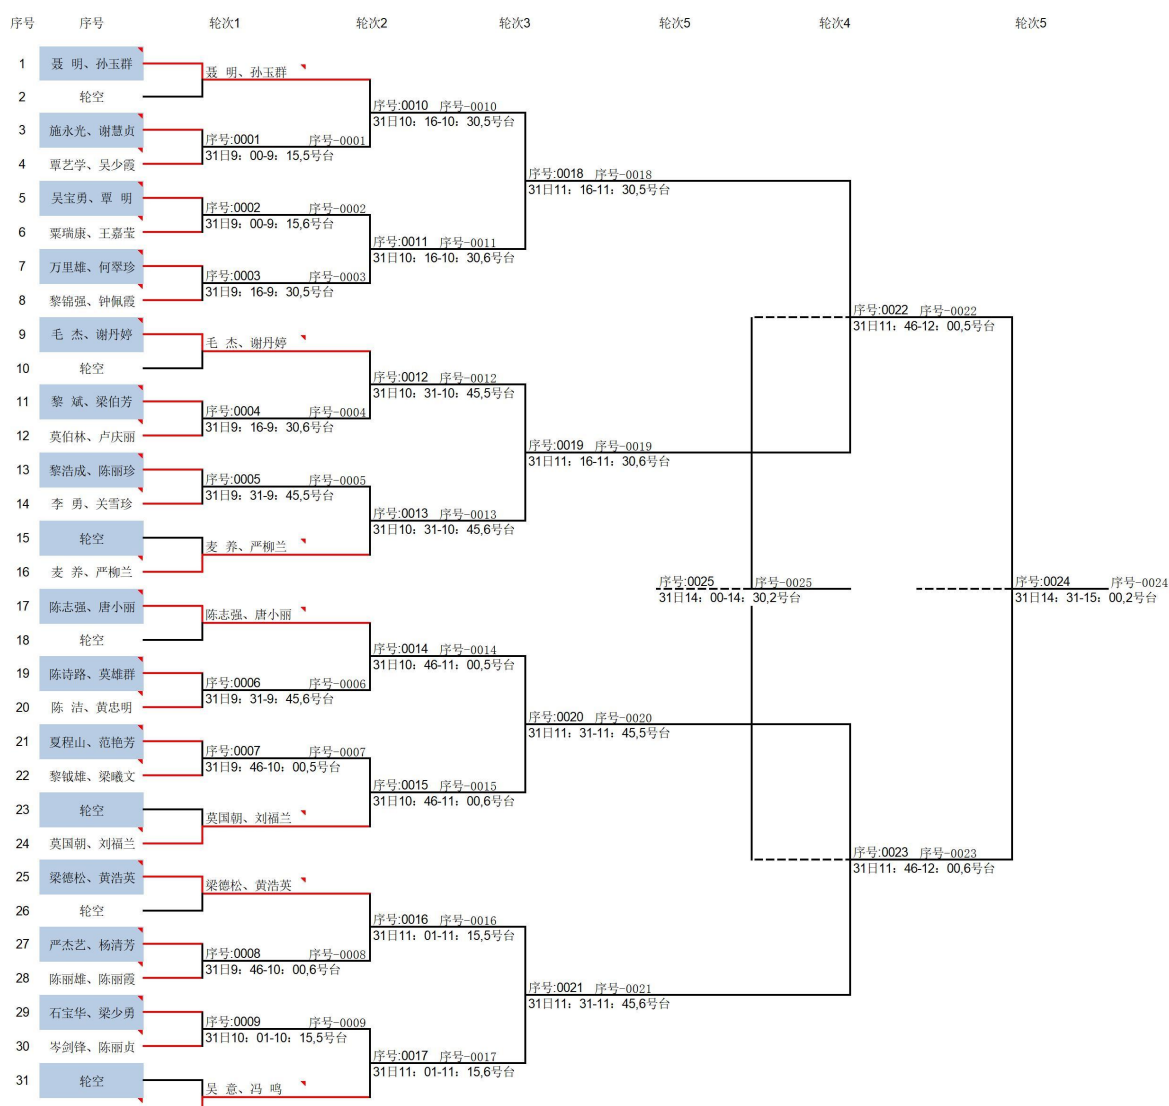 序号 序号 轮次1 轮次2 轮次3 轮次5 轮次4 轮次5
1 聂 明、孙玉群
聂 明、孙玉群
2 轮空
序号:0010 序号-0010
31日10：16-10：30,5号台
3 施永光、谢慧贞
序号:0001 序号-0001
31日9：00-9：15,5号台
4 覃艺学、吴少霞
序号:0018 序号-0018
31日11：16-11：30,5号台
5 吴宝勇、覃 明
序号:0002 序号-0002
31日9：00-9：15,6号台
6 粟瑞康、王嘉莹
序号:0011 序号-0011
31日10：16-10：30,6号台
7 万里雄、何翠珍
序号:0003 序号-0003
31日9：16-9：30,5号台
8 黎锦强、钟佩霞
序号:0022 序号-0022
31日11：46-12：00,5号台
9 毛 杰、谢丹婷
毛 杰、谢丹婷
10 轮空
序号:0012 序号-0012
31日10：31-10：45,5号台
11 黎 斌、梁伯芳
序号:0004 序号-0004
31日9：16-9：30,6号台
12 莫伯林、卢庆丽
序号:0019 序号-0019
31日11：16-11：30,6号台
13 黎浩成、陈丽珍
序号:0005 序号-0005
31日9：31-9：45,5号台
14 李 勇、关雪珍
序号:0013 序号-0013
31日10：31-10：45,6号台
15 轮空
麦 养、严柳兰
16 麦 养、严柳兰
序号:0025 序号-0025
31日14：00-14：30,2号台
序号:0024 序号-0024
31日14：31-15：00,2号台
17 陈志强、唐小丽
陈志强、唐小丽
18 轮空
序号:0014 序号-0014
31日10：46-11：00,5号台
19 陈诗路、莫雄群
序号:0006 序号-0006
31日9：31-9：45,6号台
20 陈 洁、黄忠明
序号:0020 序号-0020
31日11：31-11：45,5号台
21 夏程山、范艳芳
序号:0007 序号-0007
31日9：46-10：00,5号台
22 黎钺雄、梁曦文
序号:0015 序号-0015
31日10：46-11：00,6号台
23 轮空
莫国朝、刘福兰
24 莫国朝、刘福兰
序号:0023 序号-0023
31日11：46-12：00,6号台
25 梁德松、黄浩英
梁德松、黄浩英
26 轮空
序号:0016 序号-0016
31日11：01-11：15,5号台
27 严杰艺、杨清芳
序号:0008 序号-0008
31日9：46-10：00,6号台
28 陈丽雄、陈丽霞
序号:0021 序号-0021
31日11：31-11：45,6号台
29 石宝华、梁少勇
序号:0009 序号-0009
31日10：01-10：15,5号台
30 岑剑锋、陈丽贞
序号:0017 序号-0017
31日11：01-11：15,6号台
31 轮空
吴 意、冯 鸣